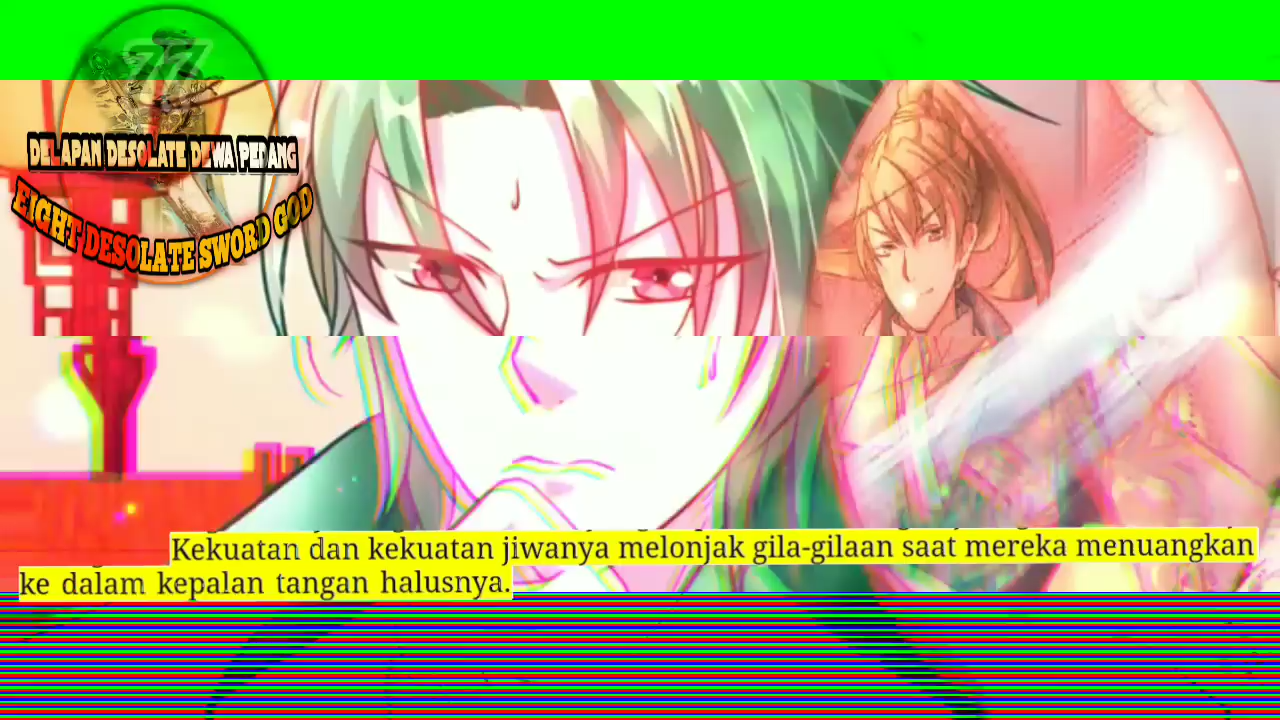 77
DELAPAN DESOLATE DEWA PEDANG
EIGHT DESOLATE SWORD GOD
Kekuatan dan kekuatan jiwanya melonjak gila-gilaan saat mereka menuangkan
ke dalam kepalan tangan halusnya.